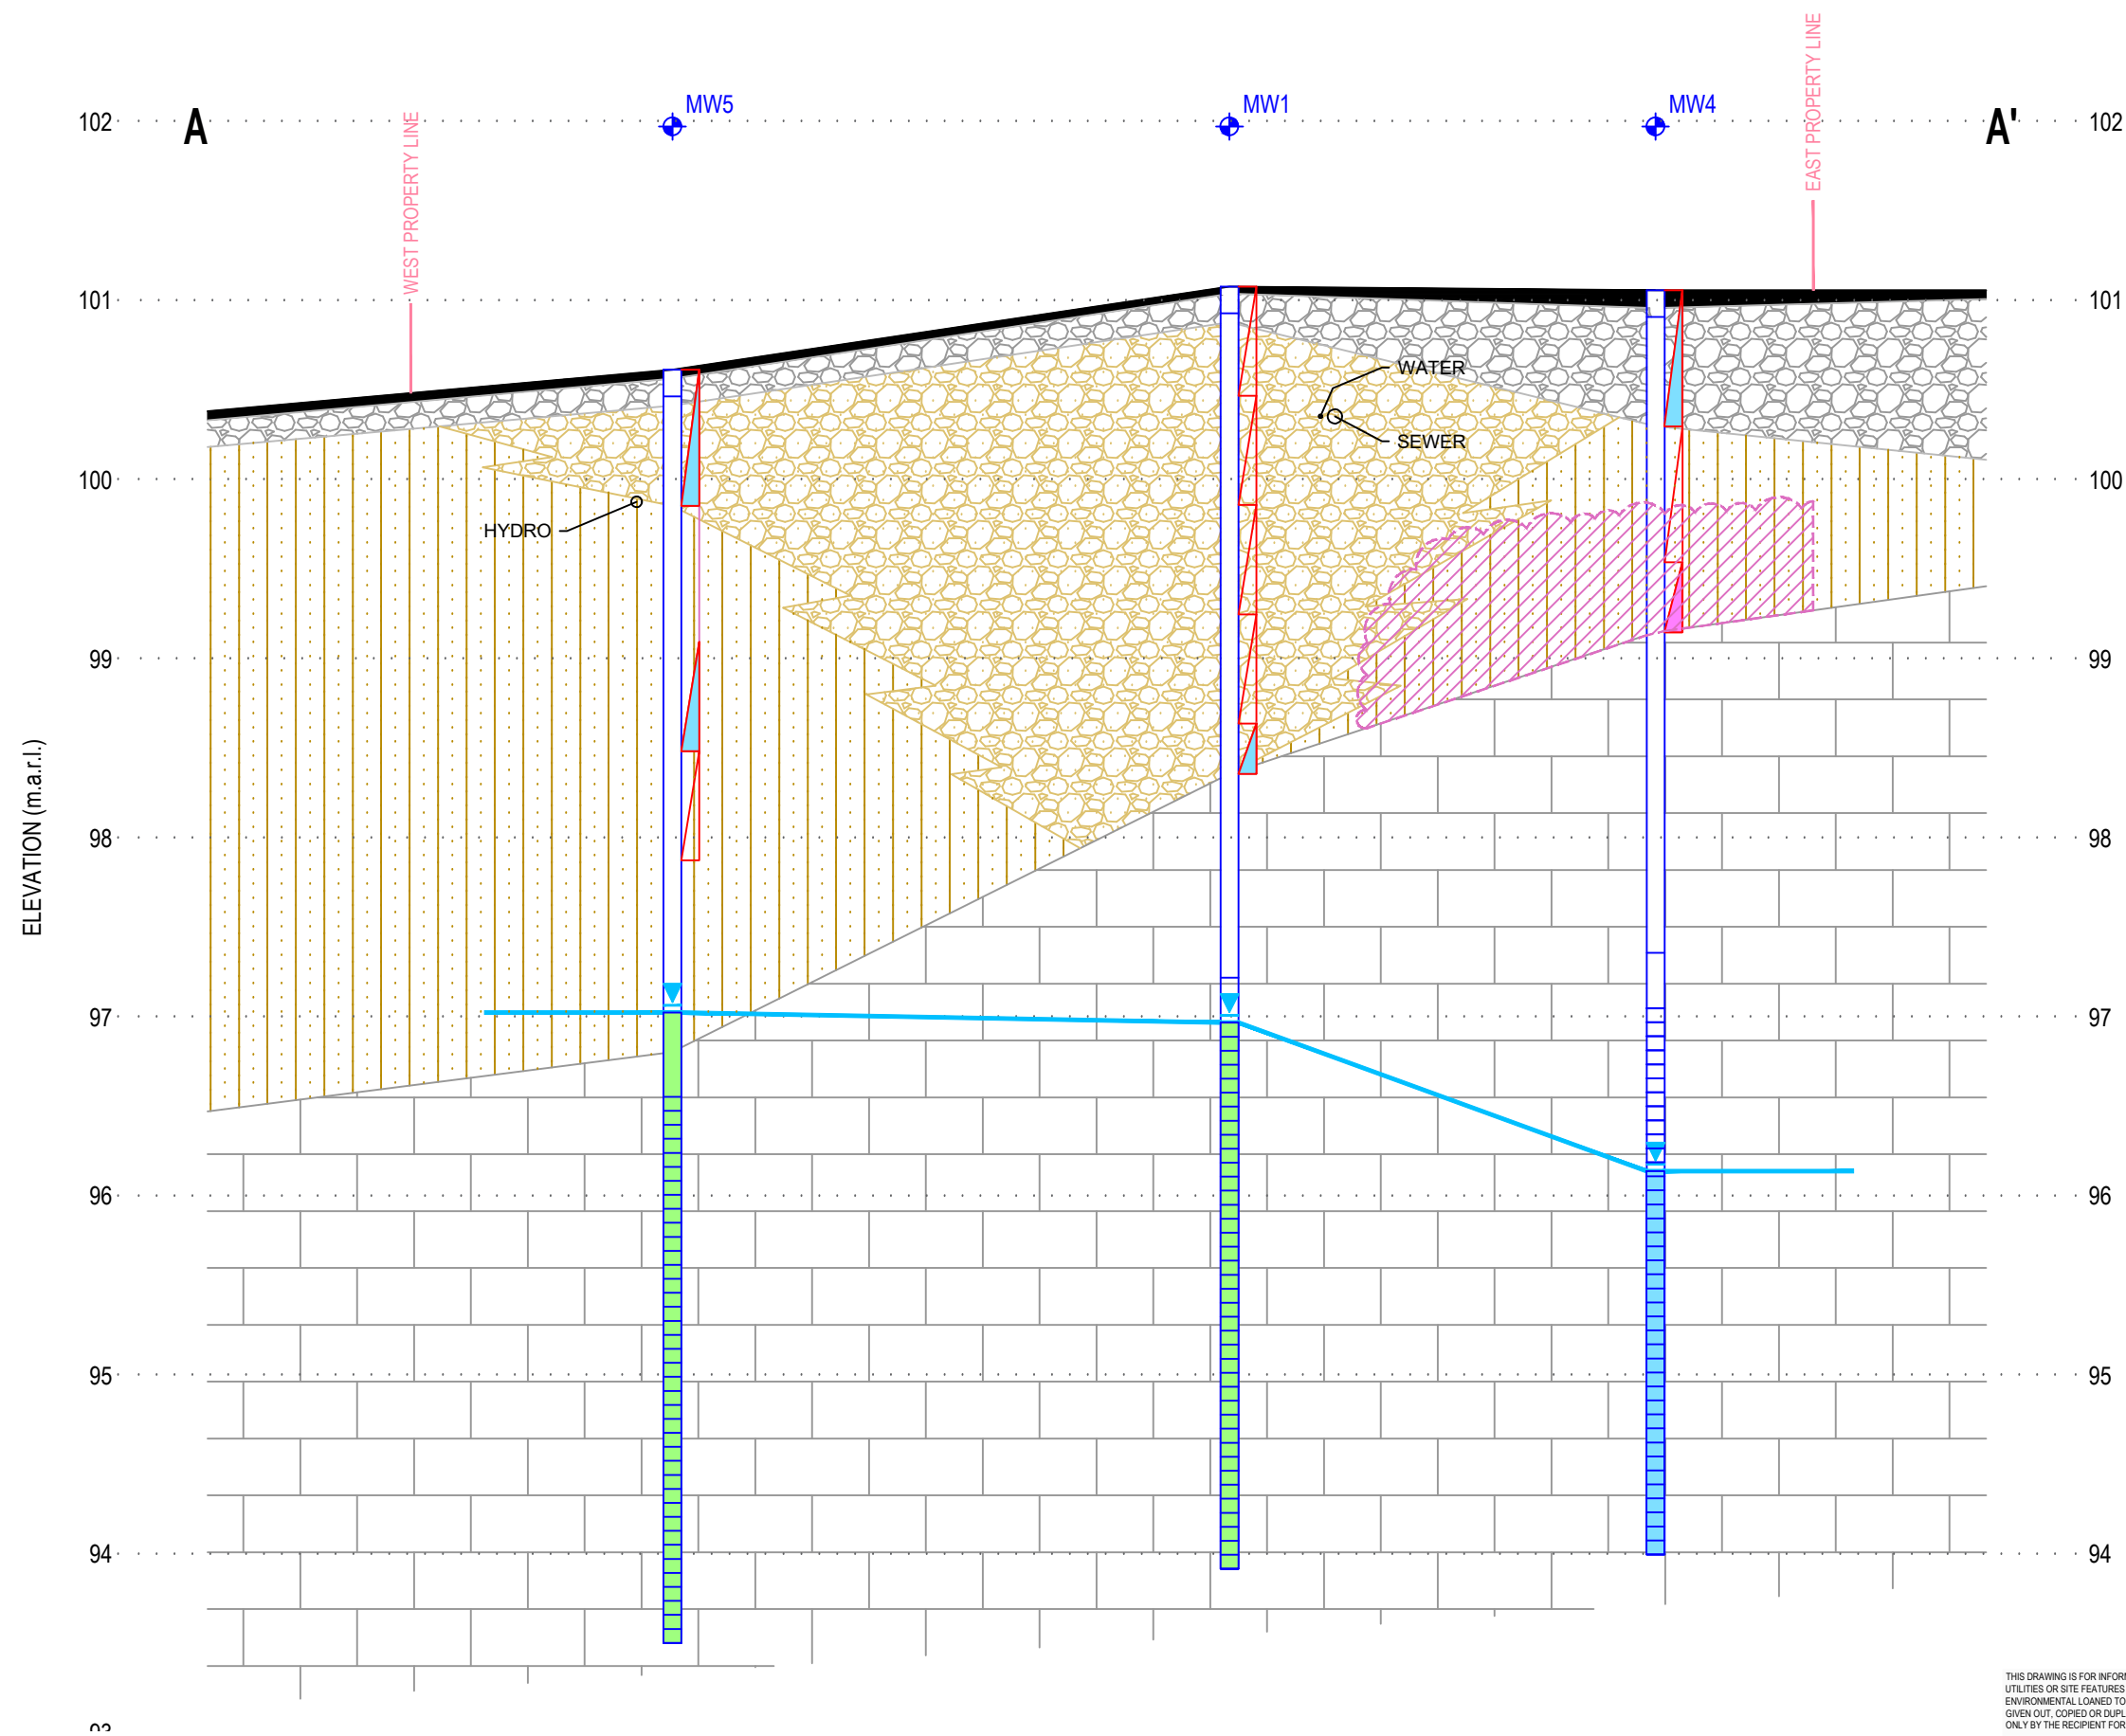 WEST PROPERTY LINE
EAST PROPERTY LINE
A
MW5
MW1
MW4
A'
102
102
101
101
WATER
SEWER
100
100
HYDRO
99
99
ELEVATION (m.a.r.l.)
98
98
97
97
96
96
95
95
94
94
THIS DRAWING IS FOR
UTILITIES OR SITE FEATURES
ENVIRONMENTAL LOANED TO
GIVEN OUT, COPIED OR
ONLY BY THE RECIPIENT FOR